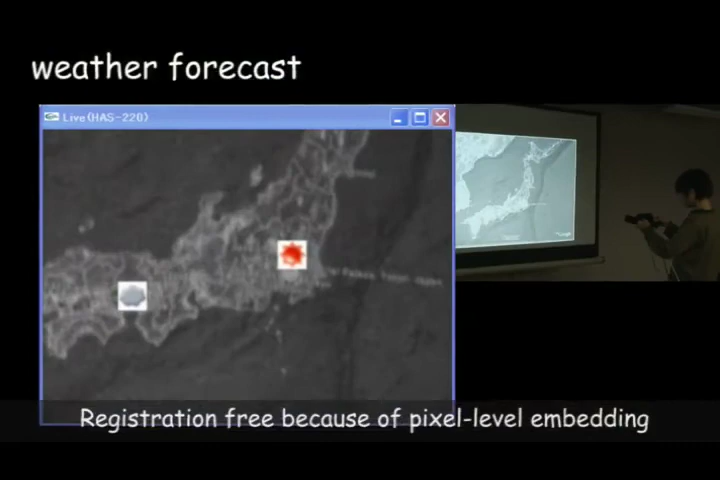 weather forecast
Live(HAS-220)
Registration free because of pixel-level embedding